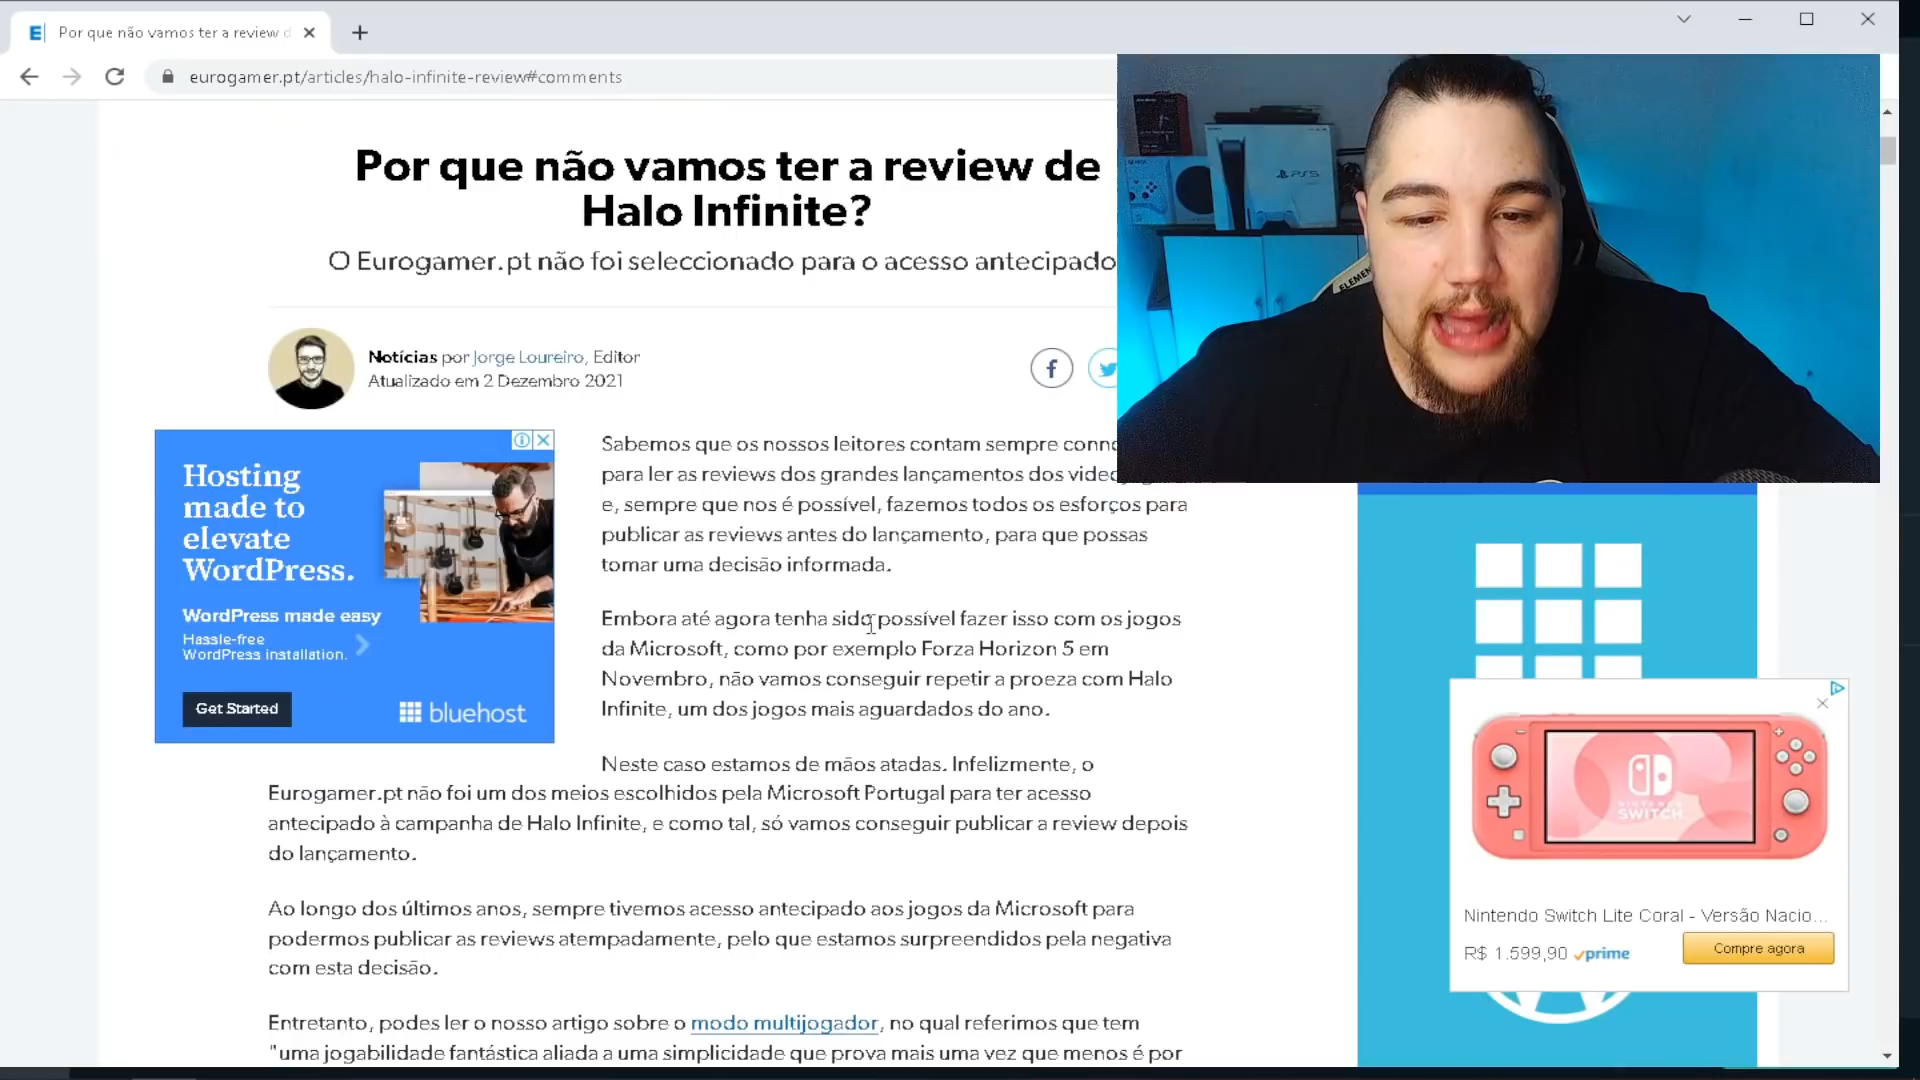 Por que não vamos ter a review d
eurogamer.pt/articles/halo-infinite-review#comments
Por que não vamos ter a review de
Halo Infinite?
O Eurogamer.pt não foi seleccionado para o acesso antecipado
Notícias por Jorge Loureiro, Editor
Atualizado em 2 Dezembro 2021
Hosting
made to
elevate
WordPress.
WordPress made easy
Hassle-free
WordPress installation.
Get Started
bluehost
Sabemos que os nossos leitores contam sempre
para ler as reviews dos grandes lançamentos dos
e, sempre que nos é possível, fazemos todos os esforços para
publicar as reviews antes do lançamento, para que possas
tomar uma decisão informada.
Embora até agora tenha sido possível fazer isso com os jogos
da Microsoft, como por exemplo Forza Horizon 5 em
Novembro, não vamos conseguir repetir a proeza com Halo
Infinite, um dos jogos mais aguardados do ano.
Neste caso estamos de mãos atadas. Infelizmente, o
Eurogamer.pt não foi um dos meios escolhidos pela Microsoft Portugal para ter acesso
antecipado à campanha de Halo Infinite, e como tal, só vamos conseguir publicar a review depois
do lançamento.
Ao longo dos últimos anos, sempre tivemos acesso antecipado aos jogos da Microsoft para
podermos publicar as reviews atempadamente, pelo que estamos surpreendidos pela negativa
com esta decisão.
Entretanto, podes ler o nosso artigo sobre o modo multijogador, no qual referimos que tem
"uma jogabilidade fantástica aliada a uma simplicidade que prova mais uma vez que menos é por
PS5
ELEMEN
NINTENDO
SWITCH
Nintendo Switch Lite Coral - Versão Nacio...
R$ 1.599,90 prime
Compre agora